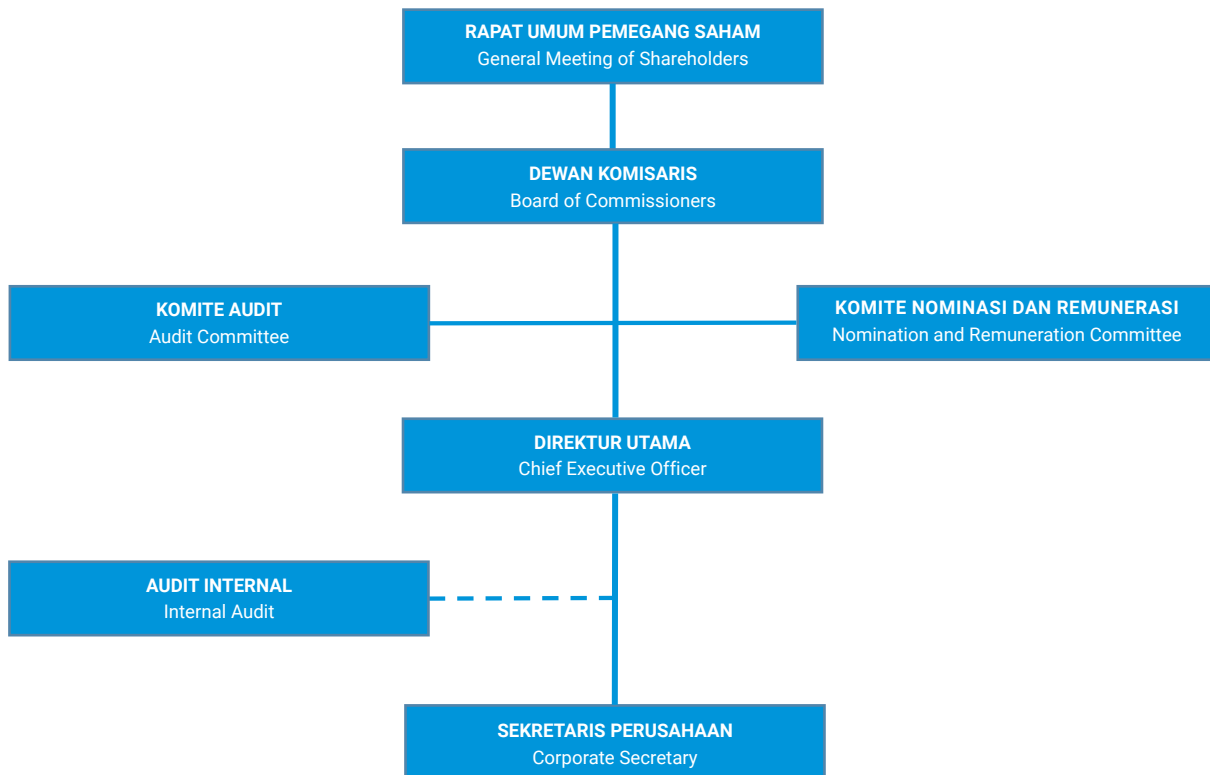 RAPAT UMUM PEMEGANG SAHAM
General Meeting of Shareholders
DEWAN KOMISARIS
Board of Commissioners
KOMITE AUDIT
Audit Committee
KOMITE NOMINASI DAN REMUNERASI
Nomination and Remuneration Committee
DIREKTUR UTAMA
Chief Executive Officer
AUDIT INTERNAL
Internal Audit
SEKRETARIS PERUSAHAAN
Corporate Secretary